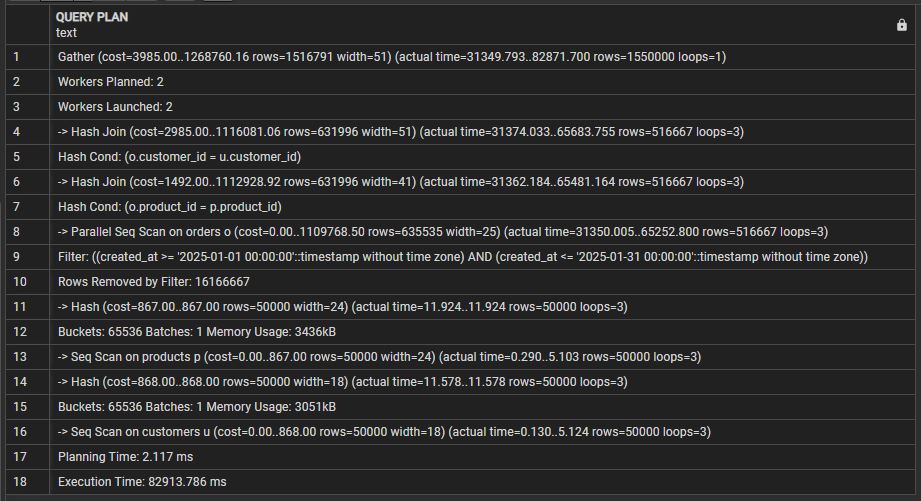 QUERY PLAN
text
1 Gather (cost=3985.00..1268760.16 rows=1516791 width=51) (actual time=31349.793..82871.700 rows=1550000 loops=1)
2 Workers Planned: 2
3 Workers Launched: 2
4 -> Hash Join (cost=2985.00..1116081.06 rows=631996 width=51) (actual time=31374.033..65683.755 rows=516667 loops=3)
5 Hash Cond: (o.customer_id = u.customer_id)
6 -> Hash Join (cost=1492.00..1112928.92 rows=631996 width=41) (actual time=31362.184..65481.164 rows=516667 loops=3)
7 Hash Cond: (o.product_id = p.product_id)
8 -> Parallel Seq Scan on orders o (cost=0.00..1109768.50 rows=635535 width=25) (actual time=31350.005..65252.800 rows=516667 loops=3)
9 Filter: ((created_at >= '2025-01-01 00:00:00'::timestamp without time zone) AND (created_at <= '2025-01-31 00:00:00'::timestamp without time zone))
10 Rows Removed by Filter: 16166667
11 -> Hash (cost=867.00..867.00 rows=50000 width=24) (actual time=11.924..11.924 rows=50000 loops=3)
12 Buckets: 65536 Batches: 1 Memory Usage: 3436kB
13 -> Seq Scan on products p (cost=0.00..867.00 rows=50000 width=24) (actual time=0.290..5.103 rows=50000 loops=3)
14 -> Hash (cost=868.00..868.00 rows=50000 width=18) (actual time=11.578..11.578 rows=50000 loops=3)
15 Buckets: 65536 Batches: 1 Memory Usage: 3051kB
16 -> Seq Scan on customers u (cost=0.00..868.00 rows=50000 width=18) (actual time=0.130..5.124 rows=50000 loops=3)
17 Planning Time: 2.117 ms
18 Execution Time: 82913.786 ms